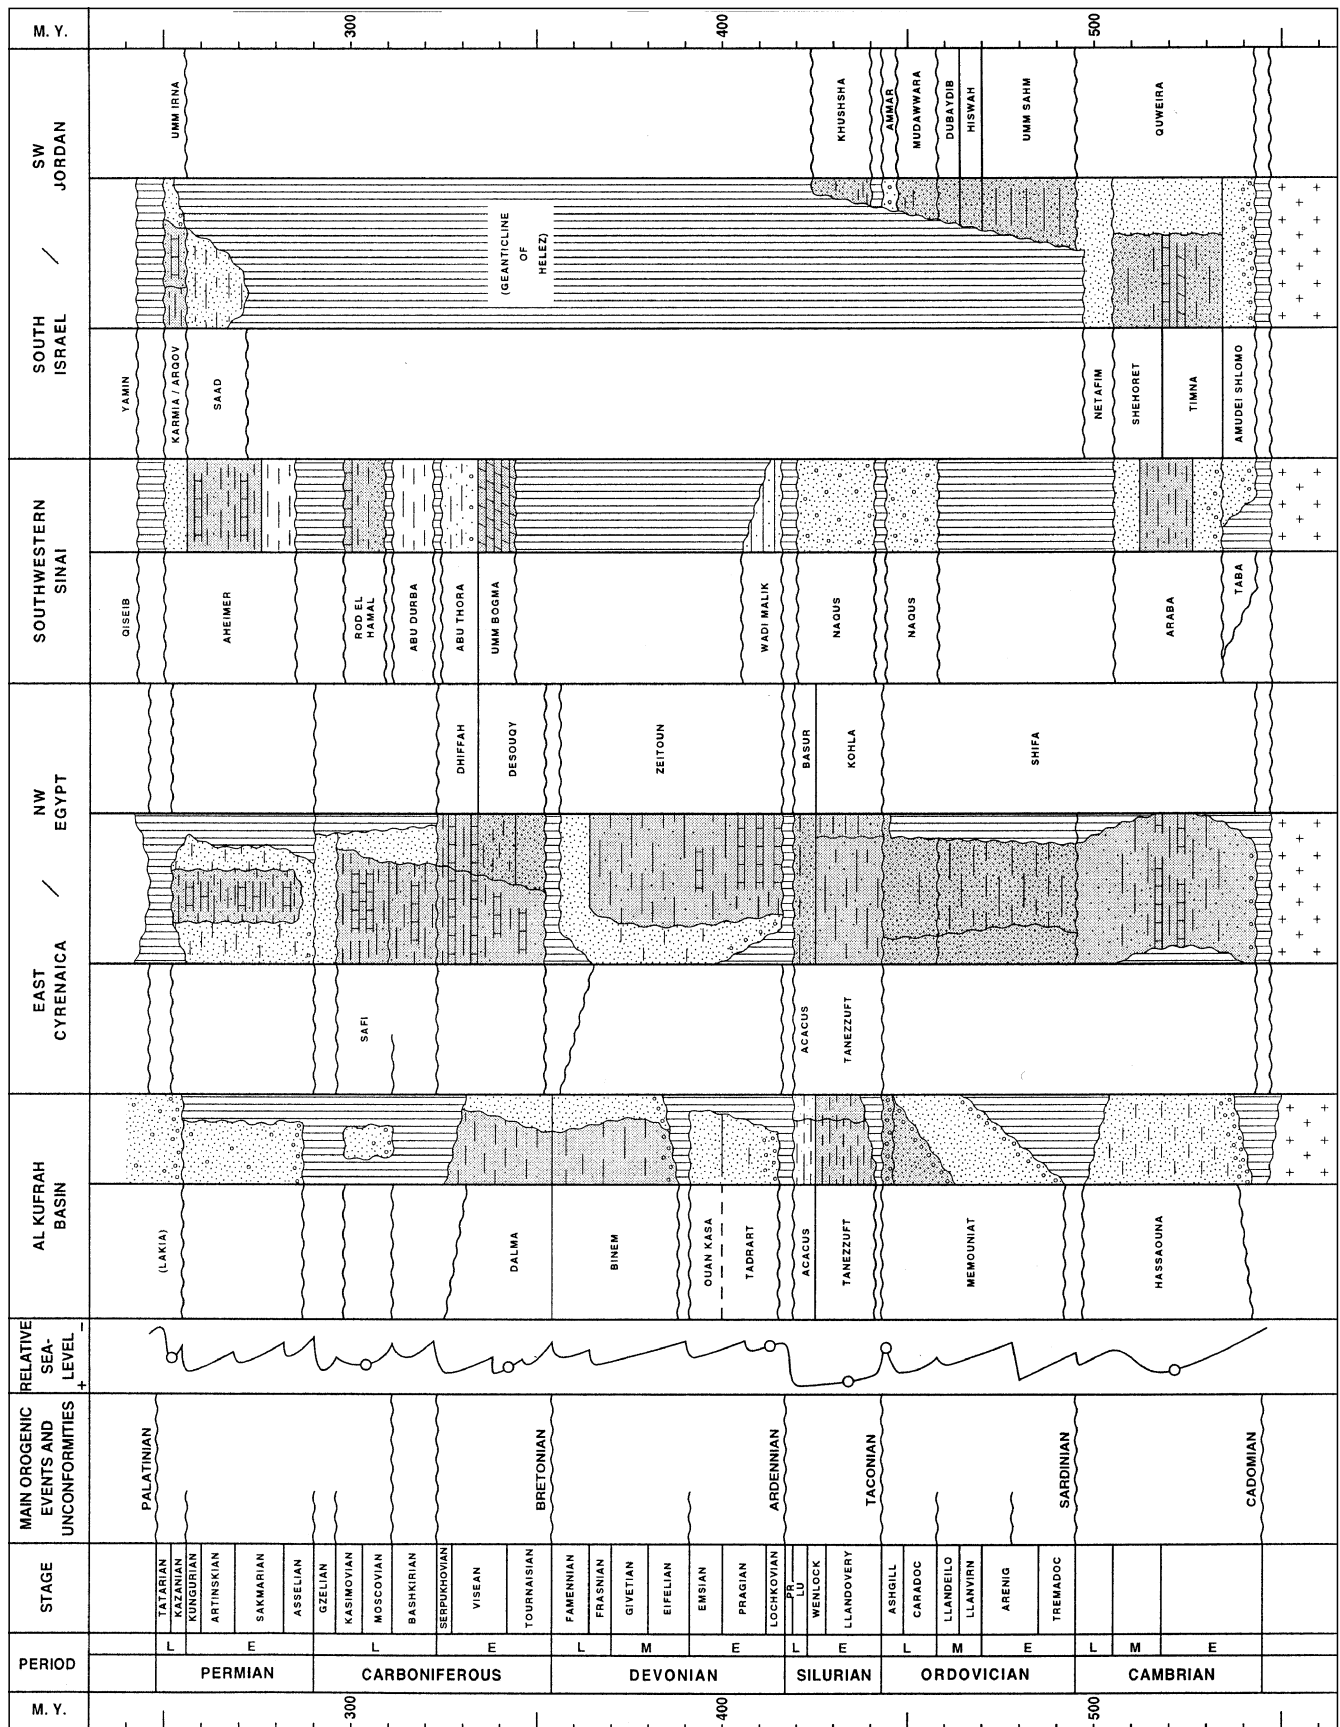 M. Y.
300
400
500
SW
JORDAN
/
SOUTH
ISRAEL
UMM IRNA
KHUSHSHA
AMMAR
MUDAWWARA
DUBAYDIB
HISWAH
UMM SAHM
QUWEIRA
(GEANTICLINE
OF
HELEZ)
YAMIN
KARMIA / ARQOV
SAAD
NETAFIM
SHEHORET
TIMNA
AMUDEI SHLOMO
SOUTHWESTERN
SINAI
QISEIB
AHEIMER
ROD EL
HAMAL
ABU DURBA
ABU THORA
UMM BOGMA
WADI MALIK
NAQUS
NAQUS
ARABA
TABA
NW
EGYPT
/
EAST
CYRENAICA
DHIFFAH
DESOUQY
ZEITOUN
BASUR
KOHLA
SHIFA
SAFI
ACACUS
TANEZZUFT
AL KUFRAH
BASIN
(LAKIA)
DALMA
BINEM
OUAN KASA
TADRART
ACACUS
TANEZZUFT
MEMOUNIAT
HASSAOUNA
RELATIVE
SEA-
LEVEL
-
+
MAIN OROGENIC
EVENTS AND
UNCONFORMITIES
PALATINIAN
BRETONIAN
ARDENNIAN
TACONIAN
SARDINIAN
CADOMIAN
STAGE
TATARIAN
KAZANIAN
KUNGURIAN
ARTINSKIAN
SAKMARIAN
ASSELIAN
GZELIAN
KASIMOVIAN
MOSCOVIAN
BASHKIRIAN
SERPUKHOVIAN
VISEAN
TOURNAISIAN
FAMENNIAN
FRASNIAN
GIVETIAN
EIFELIAN
EMSIAN
PRAGIAN
LOCHKOVIAN
PR
LU
WENLOCK
LLANDOVERY
ASHGILL
CARADOC
LLANDEILO
LLANVIRN
ARENIG
TREMADOC
L
E
L
E
L
M
E
L
E
L
M
E
L
M
E
PERIOD
PERMIAN
CARBONIFEROUS
DEVONIAN
SILURIAN
ORDOVICIAN
CAMBRIAN
M. Y.
300
400
500